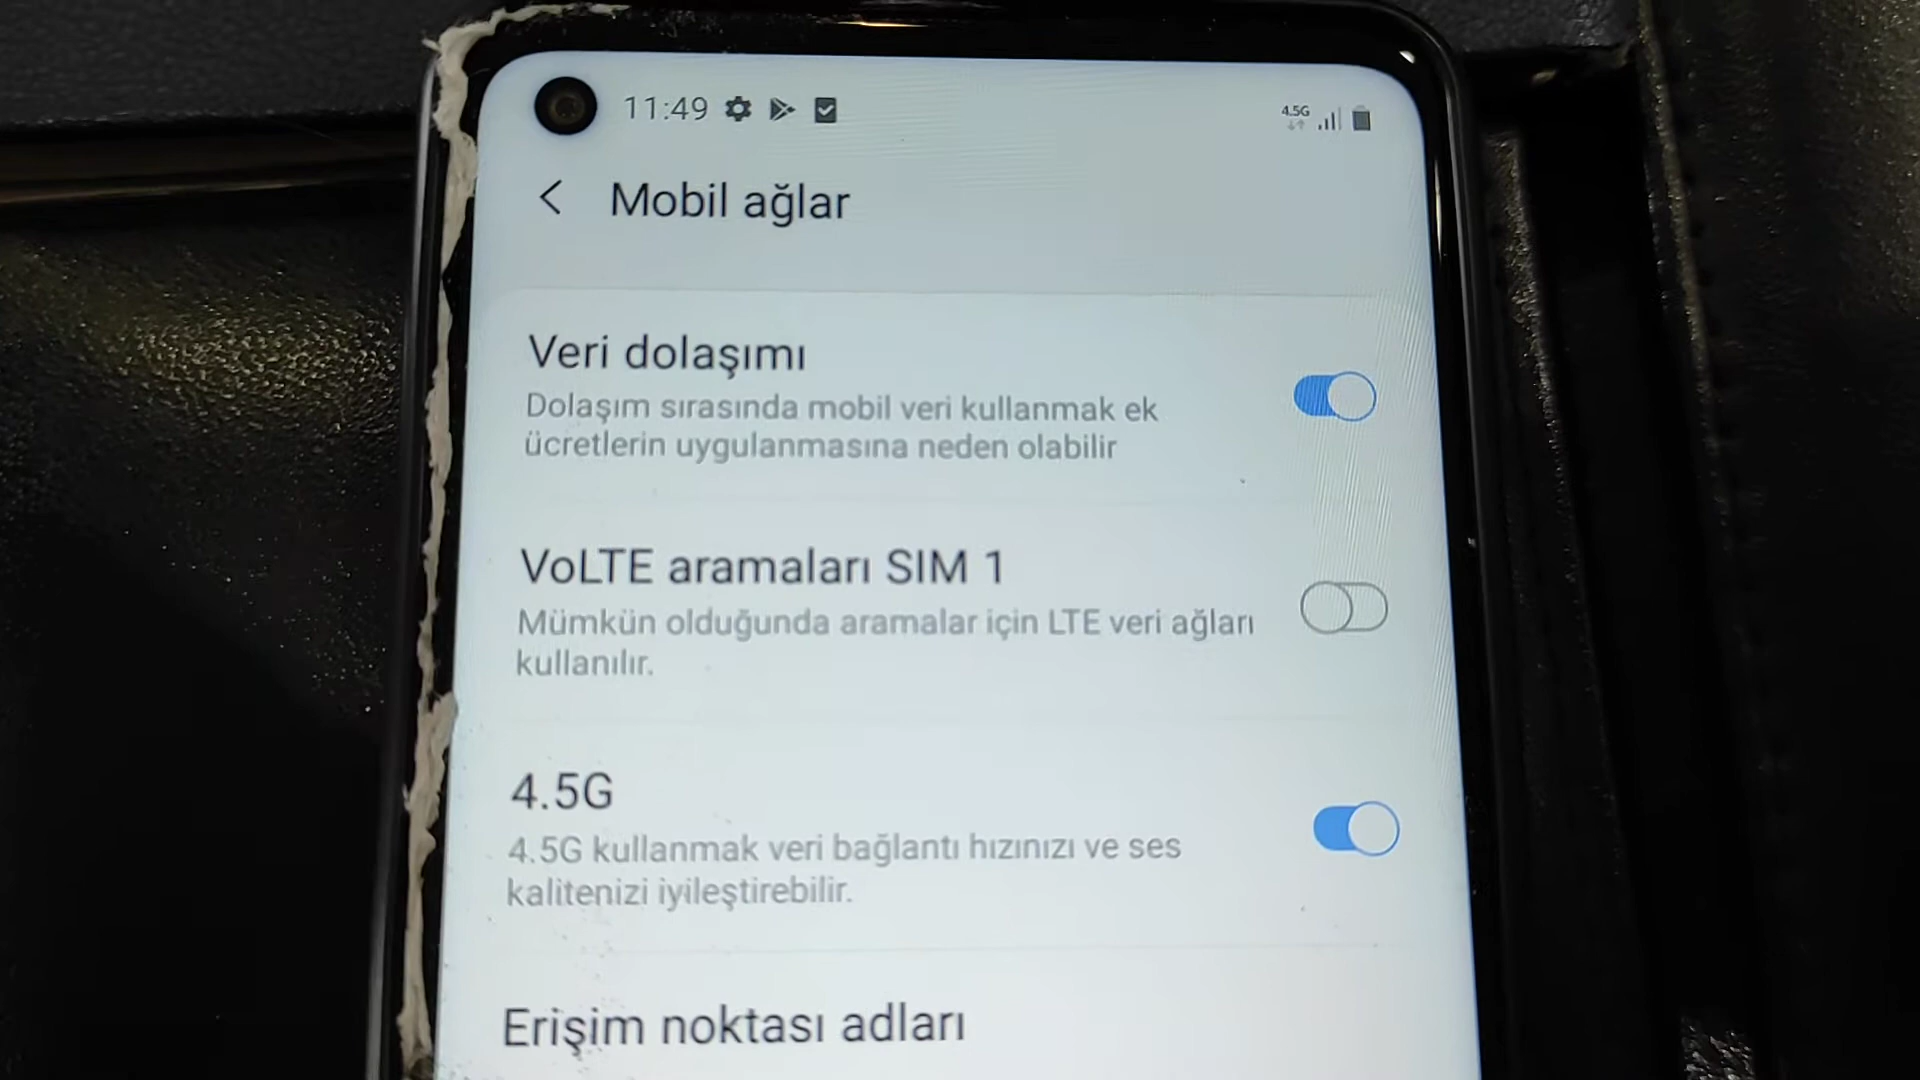 11:49
4.5G
Mobil ağlar
Veri dolaşımı
Dolaşım sırasında mobil veri kullanmak ek
ücretlerin uygulanmasına neden olabilir
VoLTE aramaları SIM 1
Mümkün olduğunda aramalar için LTE veri ağları
kullanılır.
4.5G
4.5G kullanmak veri bağlantı hızınızı ve ses
kalitenizi iyileştirebilir.
Erişim noktası adları